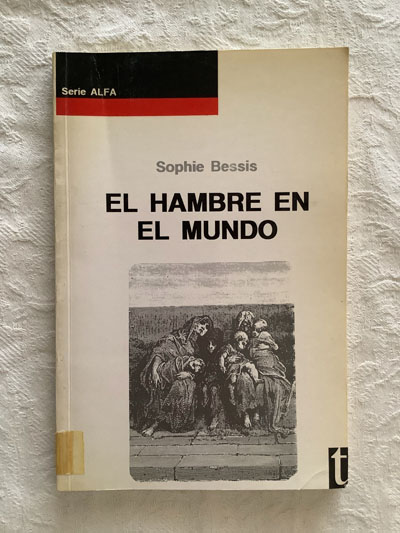 Serie ALFA
Sophie Bessis
EL HAMBRE EN
EL MUNDO
t